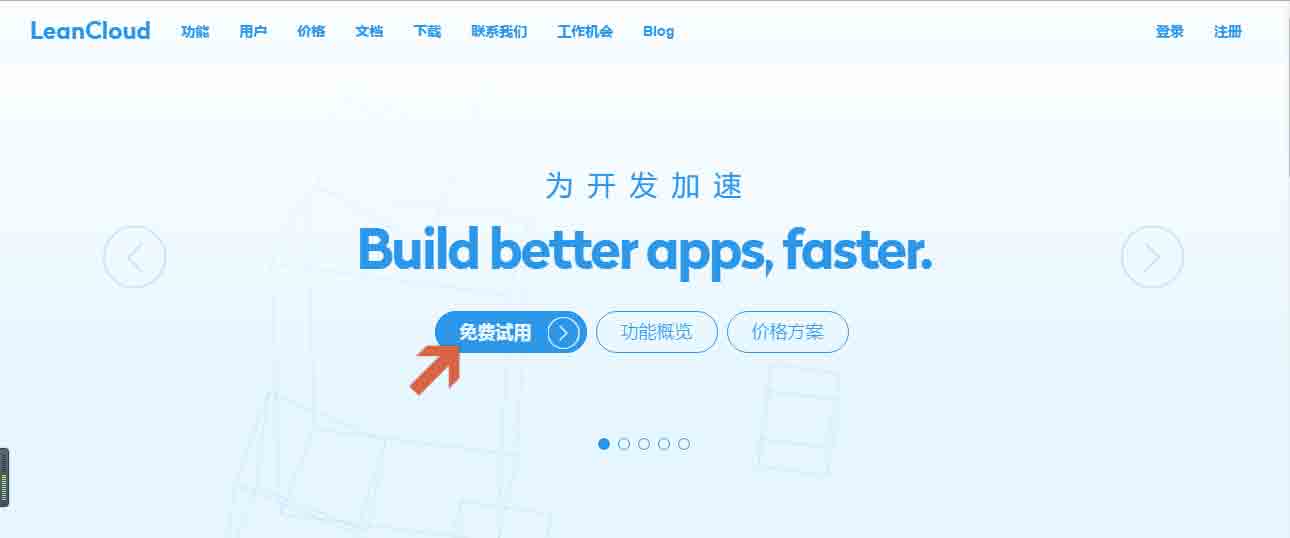 LeanCloud 功能 用户 价格 文档 下载 联系我们 工作机会 Blog 登录 注册
为开发加速
Build better apps, faster.
免费试用 功能概览 价格方案